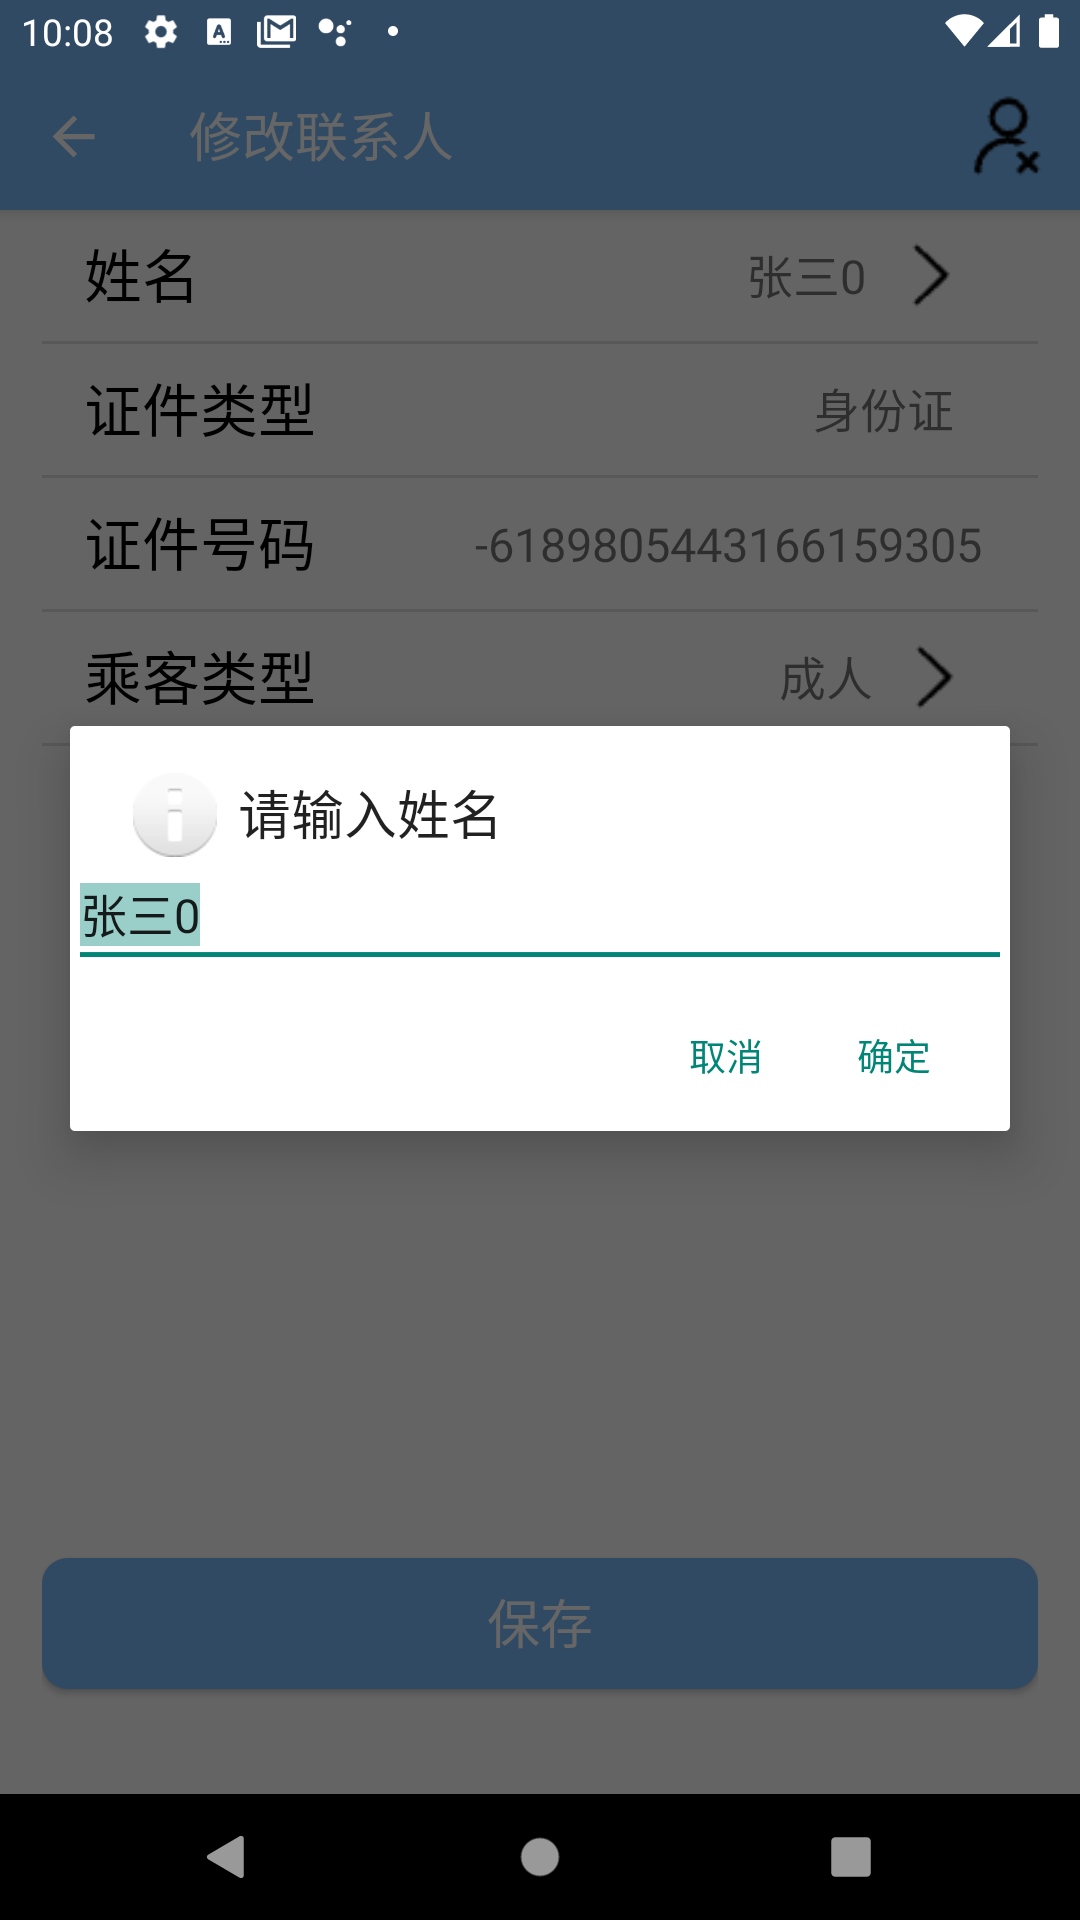 10:08
修改联系人
姓名 张三0
证件类型 身份证
证件号码 -6189805443166159305
乘客类型 成人
请输入姓名
张三0
取消 确定
保存